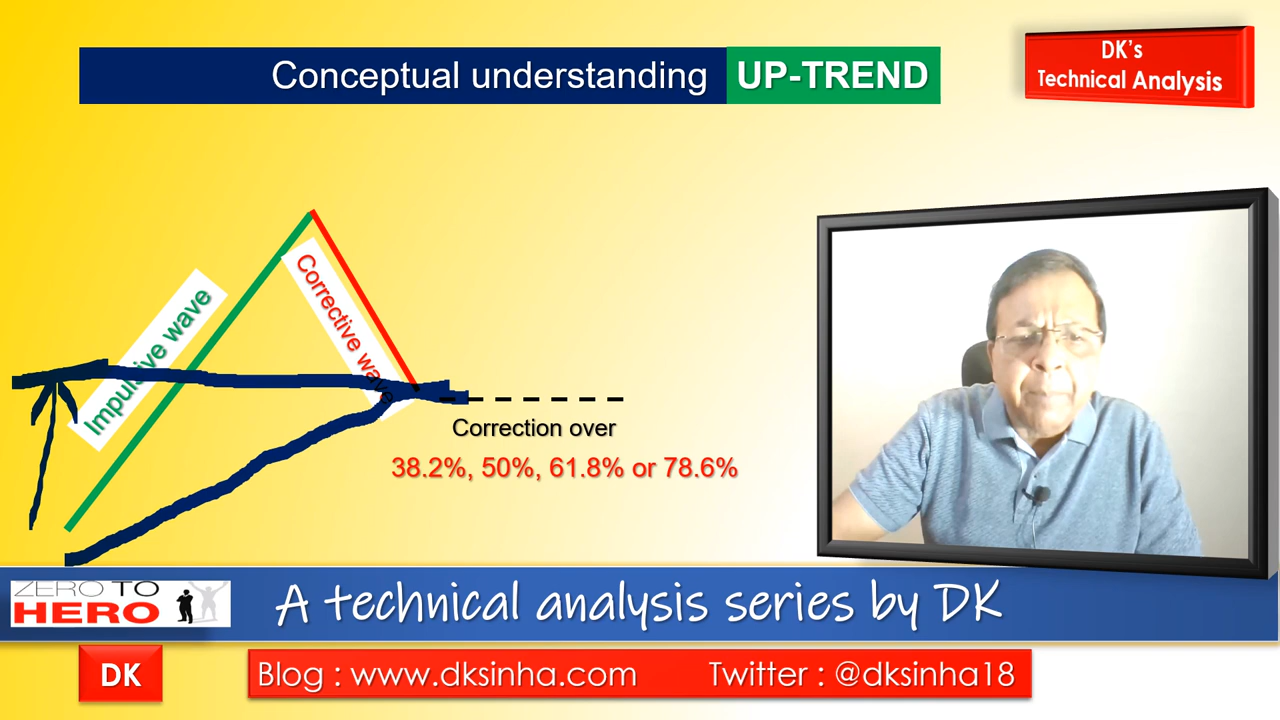 Conceptual understanding UP-TREND
DK's
Technical Analysis
Impulsive wave
Corrective wave
Correction over
38.2%, 50%, 61.8% or 78.6%
ZERO TO
HERO
A technical analysis series by DK
DK
Blog : www.dksinha.com
Twitter : @dksinha18